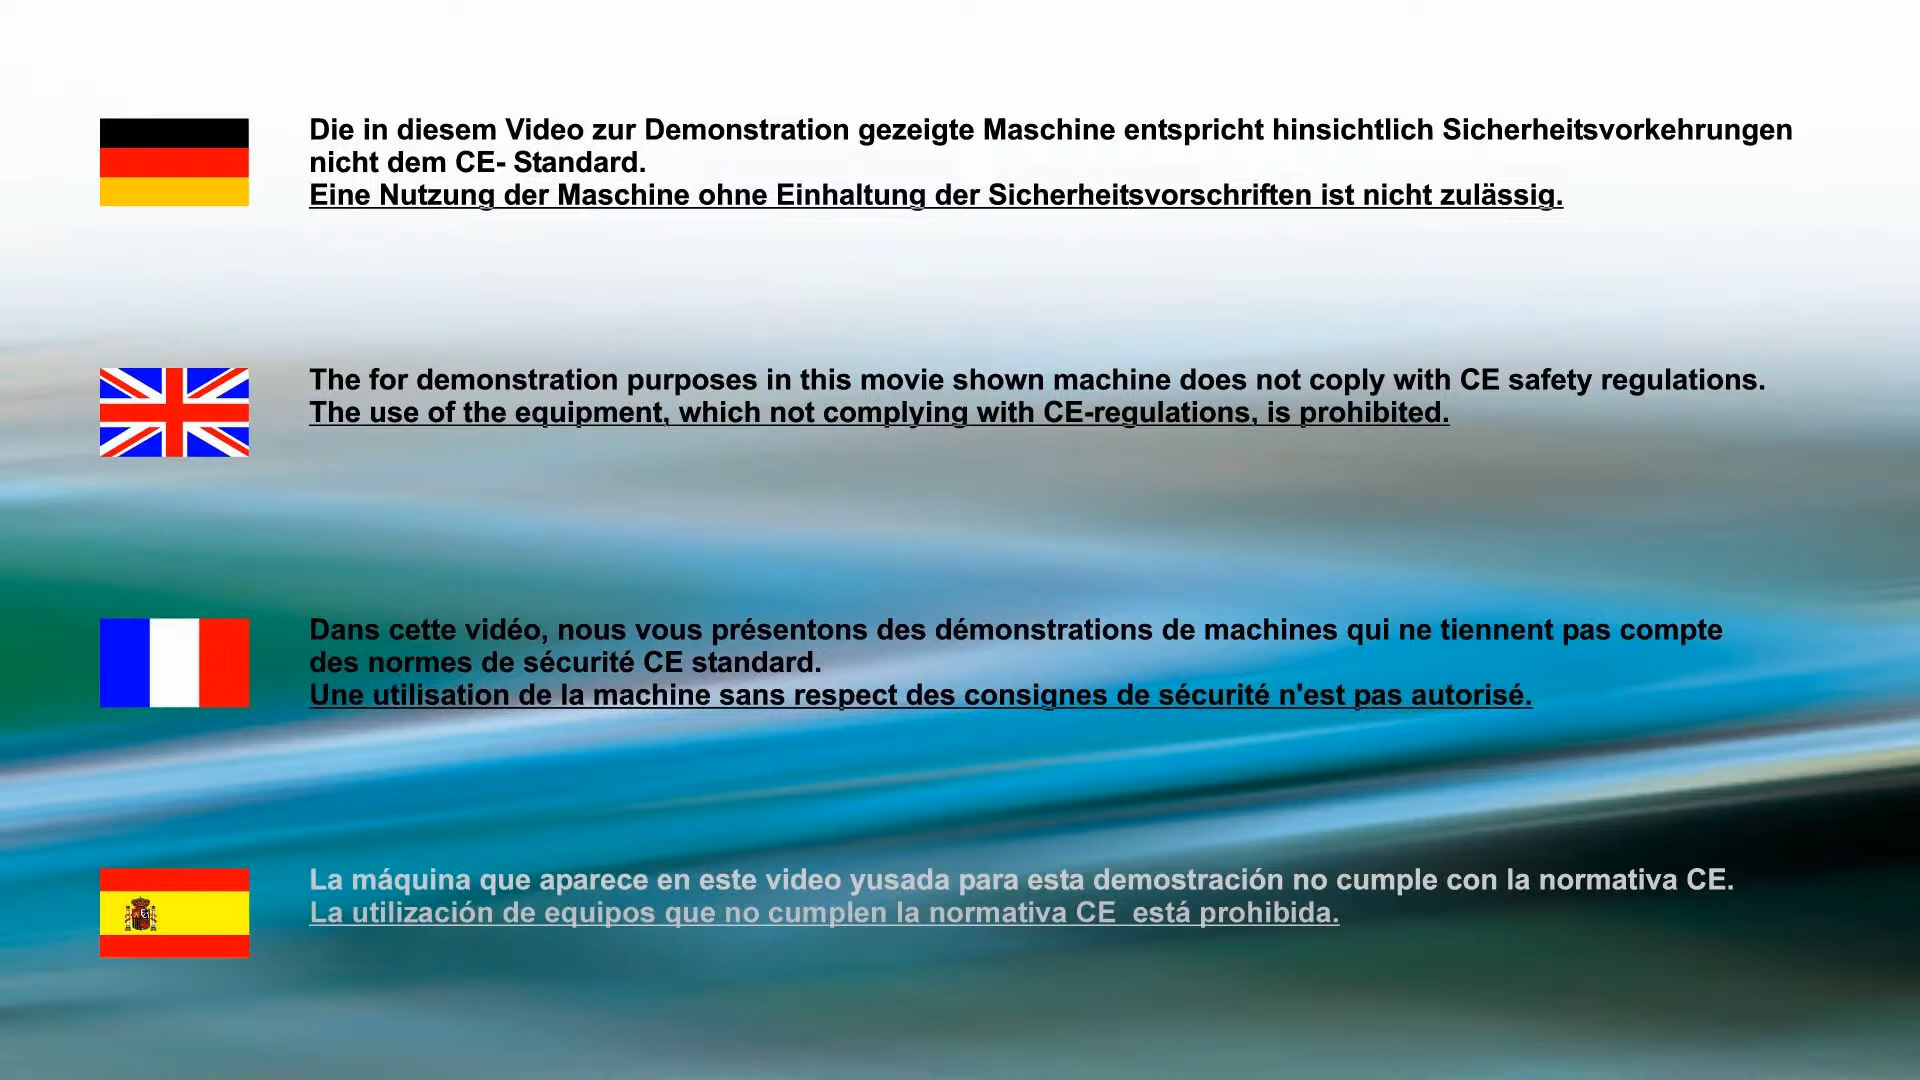 Die in diesem Video zur Demonstration gezeigte Maschine entspricht hinsichtlich Sicherheitsvorkehrungen
nicht dem CE- Standard.
Eine Nutzung der Maschine ohne Einhaltung der Sicherheitsvorschriften ist nicht zulässig.
The for demonstration purposes in this movie shown machine does not coply with CE safety regulations.
The use of the equipment, which not complying with CE-regulations, is prohibited.
Dans cette vidéo, nous vous présentons des démonstrations de machines qui ne tiennent pas compte
des normes de sécurité CE standard.
Une utilisation de la machine sans respect des consignes de sécurité n'est pas autorisé.
La máquina que aparece en este video yusada para esta demostración no cumple con la normativa CE.
La utilización de equipos que no cumplen la normativa CE  está prohibida.